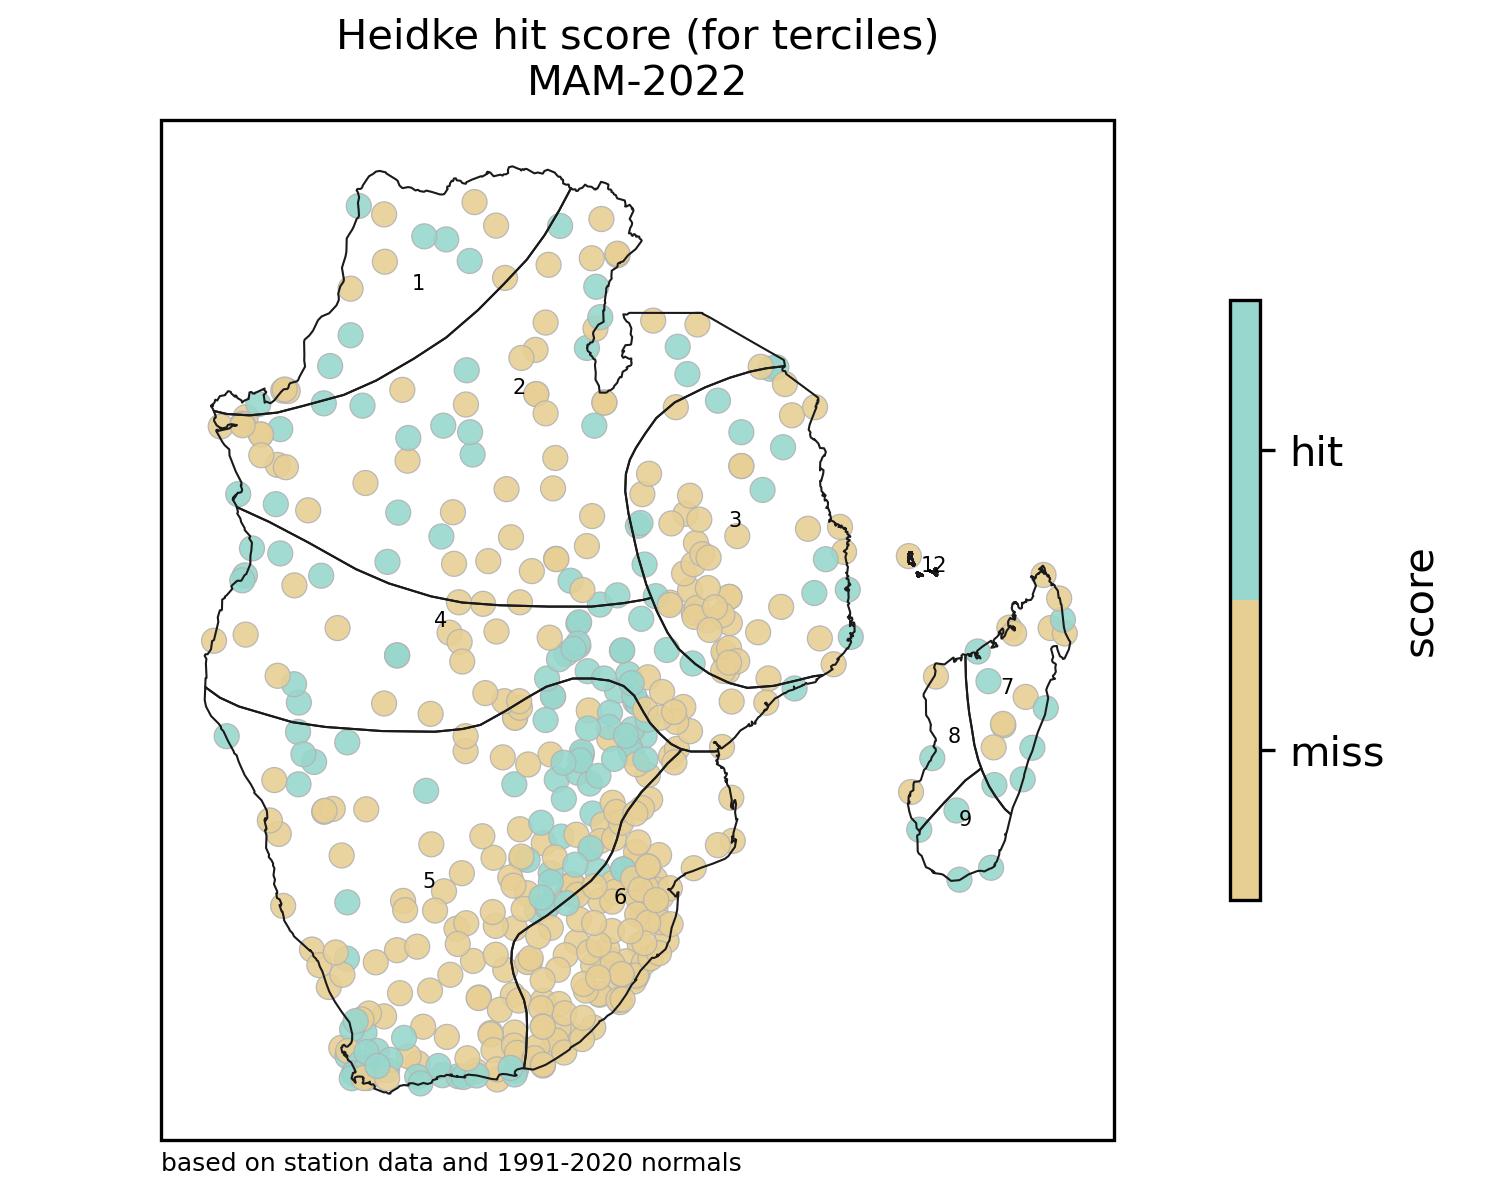 Heidke hit score (for terciles)
MAM-2022
1
2
3
4
5
6
7
8
9
12
hit
miss
score
based on station data and 1991-2020 normals